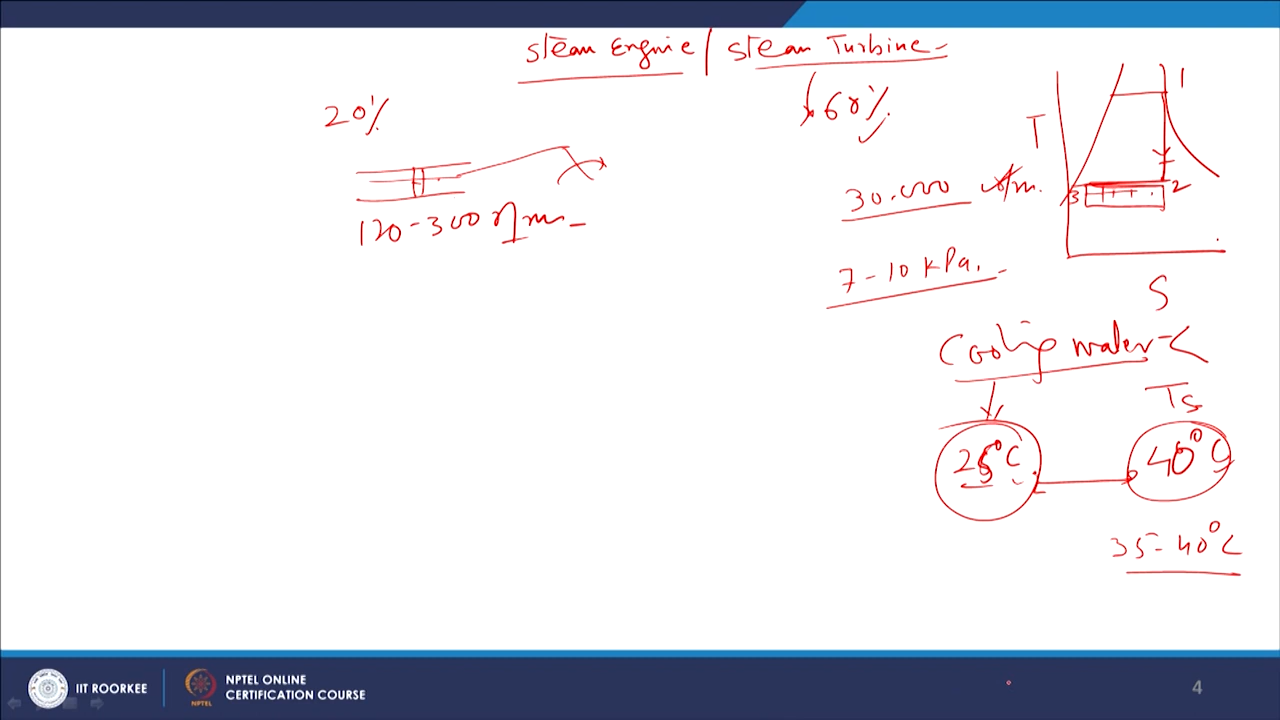 Steam Engine / Steam Turbine
20%
60%
120-300 rpm
30,000 rpm.
7-10 kPa.
T
1
2
3
S
Cooling water <
Ts
25°C
40°C
35-40°C
IIT ROORKEE
NPTEL ONLINE
CERTIFICATION COURSE
NPTEL
4